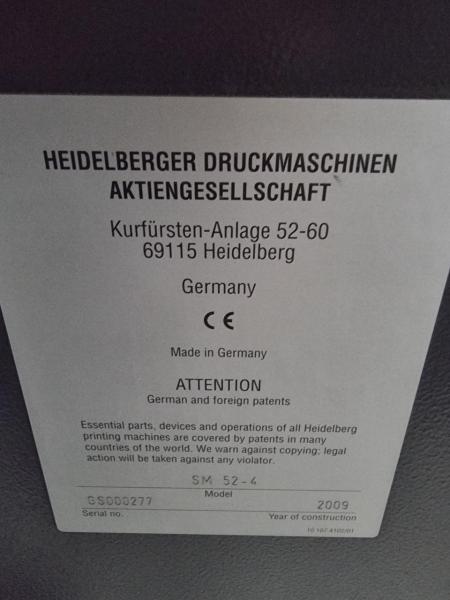 HEIDELBERGER DRUCKMASCHINEN
AKTIENGESELLSCHAFT
Kurfürsten-Anlage 52-60
69115 Heidelberg
Germany
CE
Made in Germany
ATTENTION
German and foreign patents
Essential parts, devices and operations of all Heidelberg
printing machines are covered by patents in many
countries of the world. We warn against copying; legal
action will be taken against any violator.
SM 52-4
Model
GS000277 2009
Serial no. Year of construction